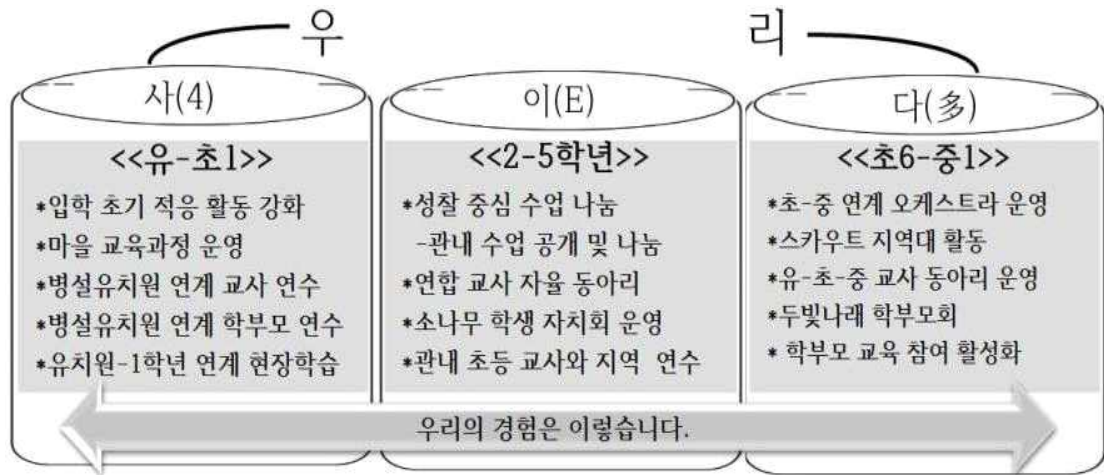 우
리
사(4)
<<유-초1>>
*입학 초기 적응 활동 강화
*마을 교육과정 운영
*병설유치원 연계 교사 연수
*병설유치원 연계 학부모 연수
*유치원-1학년 연계 현장학습
이(E)
<<2-5학년>>
*성찰 중심 수업 나눔
-관내 수업 공개 및 나눔
*연합 교사 자율 동아리
*소나무 학생 자치회 운영
*관내 초등 교사와 지역 연수
다(多)
<<초6-중1>>
*초-중 연계 오케스트라 운영
*스카우트 지역대 활동
*유-초-중 교사 동아리 운영
*두빛나래 학부모회
* 학부모 교육 참여 활성화
우리의 경험은 이렇습니다.